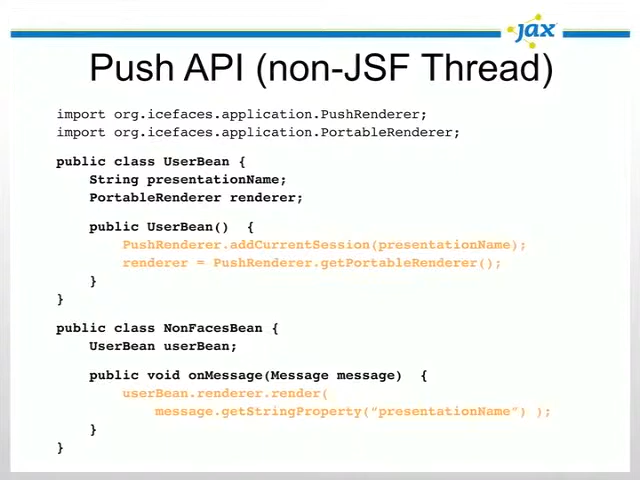 jax
Push API (non-JSF Thread)
import org.icefaces.application.PushRenderer;
import org.icefaces.application.PortableRenderer;
public class UserBean {
    String presentationName;
    PortableRenderer renderer;
    public UserBean()  {
        PushRenderer.addCurrentSession(presentationName);
        renderer = PushRenderer.getPortableRenderer();
    }
}
public class NonFacesBean {
    UserBean userBean;
    public void onMessage(Message message)  {
        userBean.renderer.render(
            message.getStringProperty(“presentationName”) );
    }
}